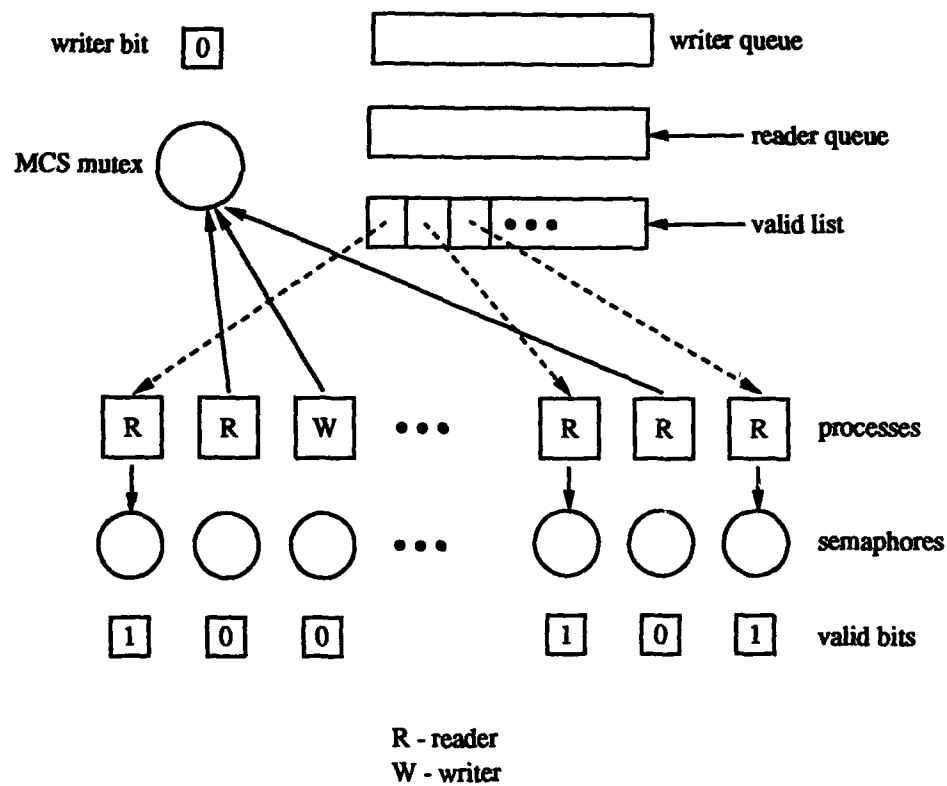 writer bit 0 writer queue
MCS mutex reader queue
valid list
R R W R R R processes
semaphores
1 0 0 1 0 1 valid bits
R - reader
W - writer